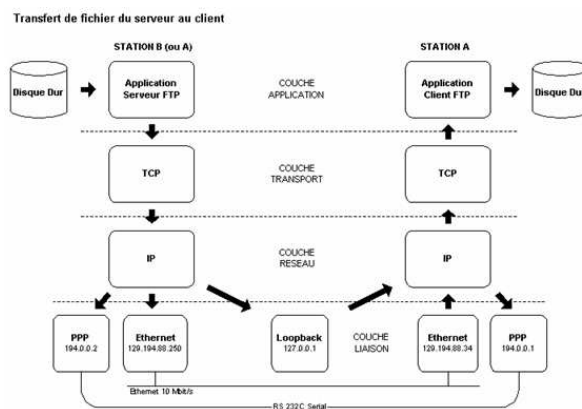 Transfert de fichier du serveur au client
STATION B (ou A)
STATION A
Disque Dur
Application
Serveur FTP
COUCHE
APPLICATION
Application
Client FTP
Disque Dur
TCP
COUCHE
TRANSPORT
TCP
IP
COUCHE
RESEAU
IP
PPP
194.0.0.2
Ethernet
129.194.88.250
Loopback
127.0.0.1
COUCHE
LIAISON
Ethernet
129.194.88.34
PPP
194.0.0.1
Ethernet 10 Mbit/s
RS 232C Serial